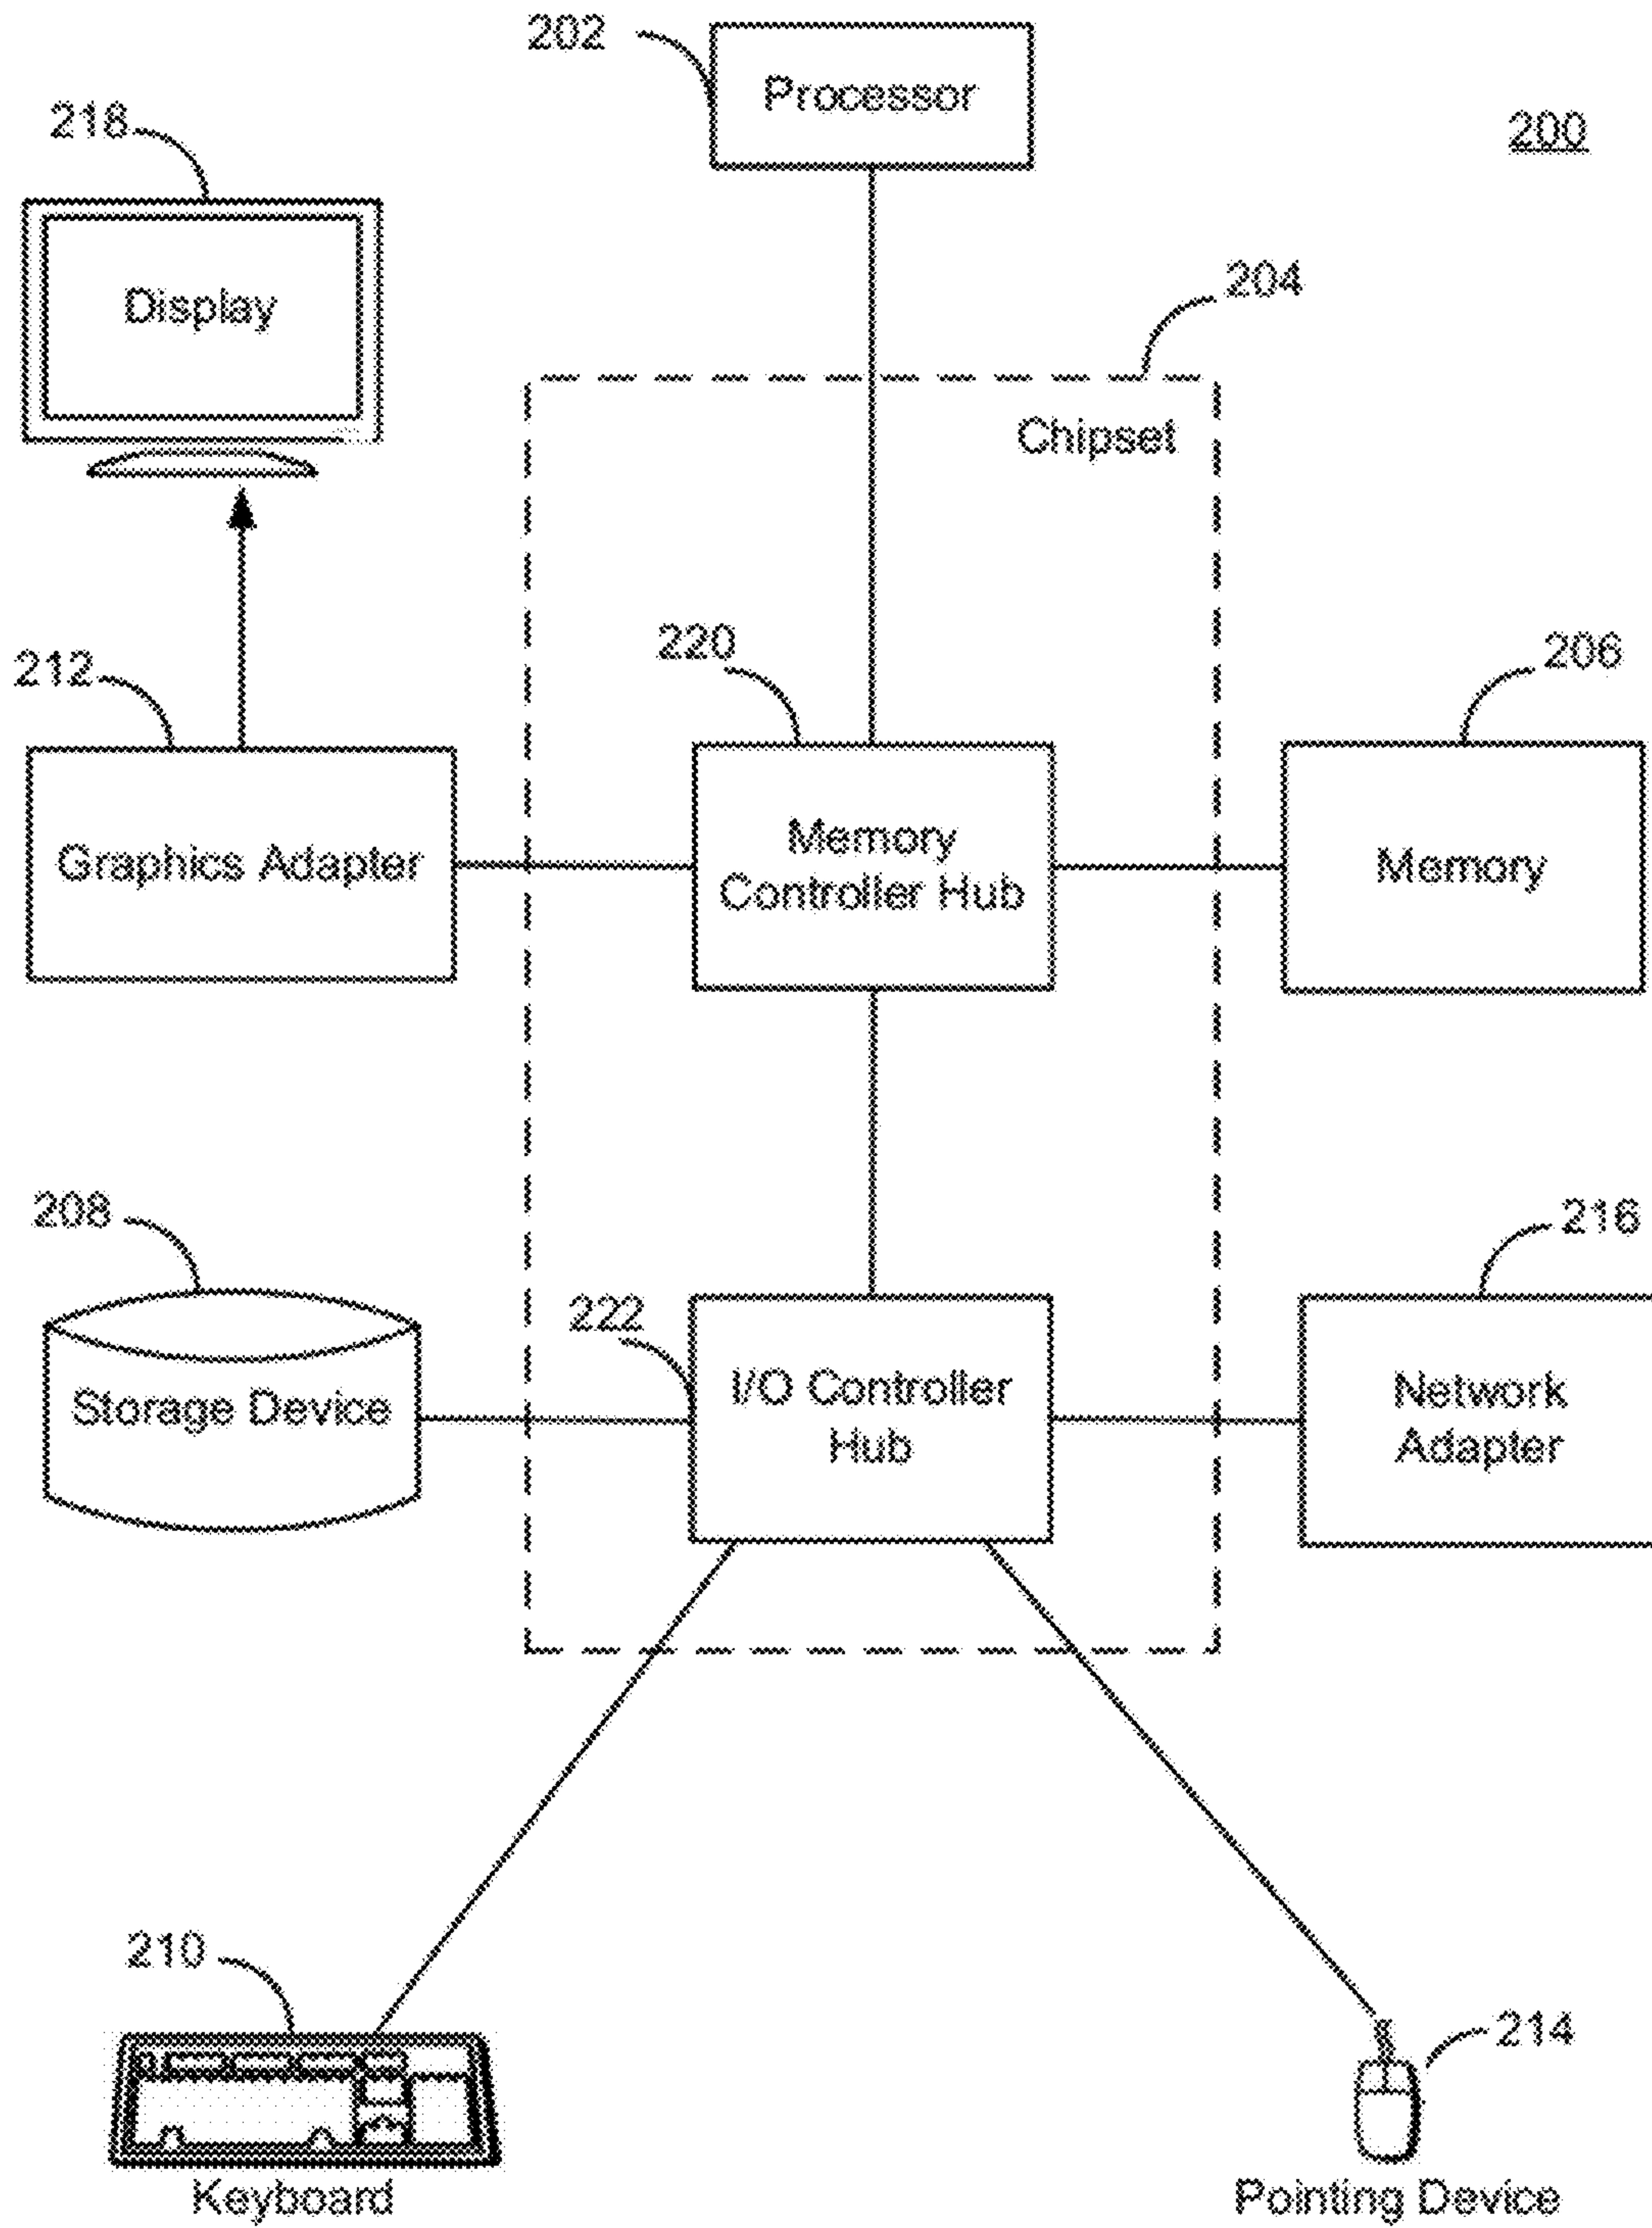 202
Processor
200
218
Display
204
Chipset
212
220
206
Graphics Adapter
Memory
Controller Hub
Memory
208
222
216
Storage Device
I/O Controller
Hub
Network
Adapter
210
214
Keyboard
Pointing Device